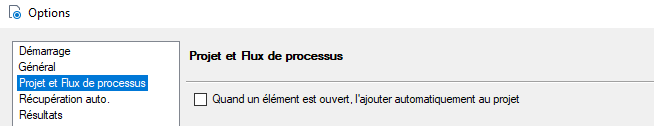 Options
Démarrage
Général
Projet et Flux de processus
Récupération auto.
Résultats
Projet et Flux de processus
Quand un élément est ouvert, l'ajouter automatiquement au projet